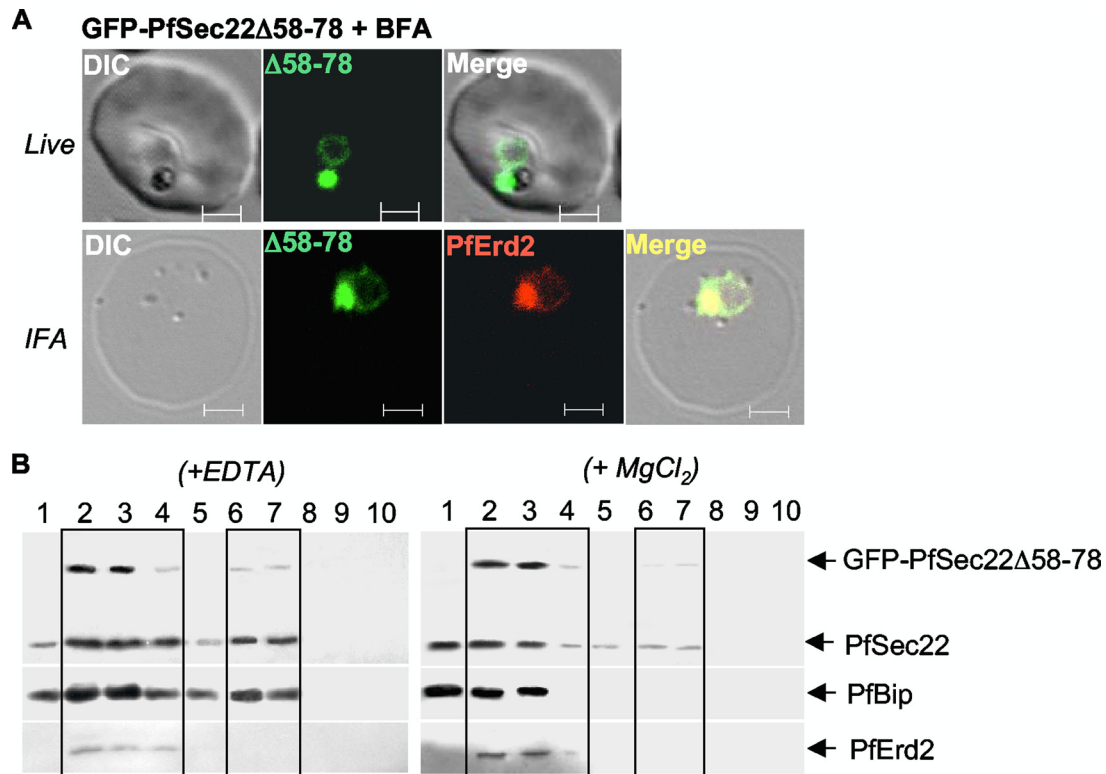 A
GFP-PfSec22Δ58-78 + BFA
DIC Δ58-78 Merge
Live
DIC Δ58-78 PfErd2 Merge
IFA
B
(+EDTA) (+ MgCl₂)
1 2 3 4 5 6 7 8 9 10 1 2 3 4 5 6 7 8 9 10
GFP-PfSec22Δ58-78
PfSec22
PfBip
PfErd2